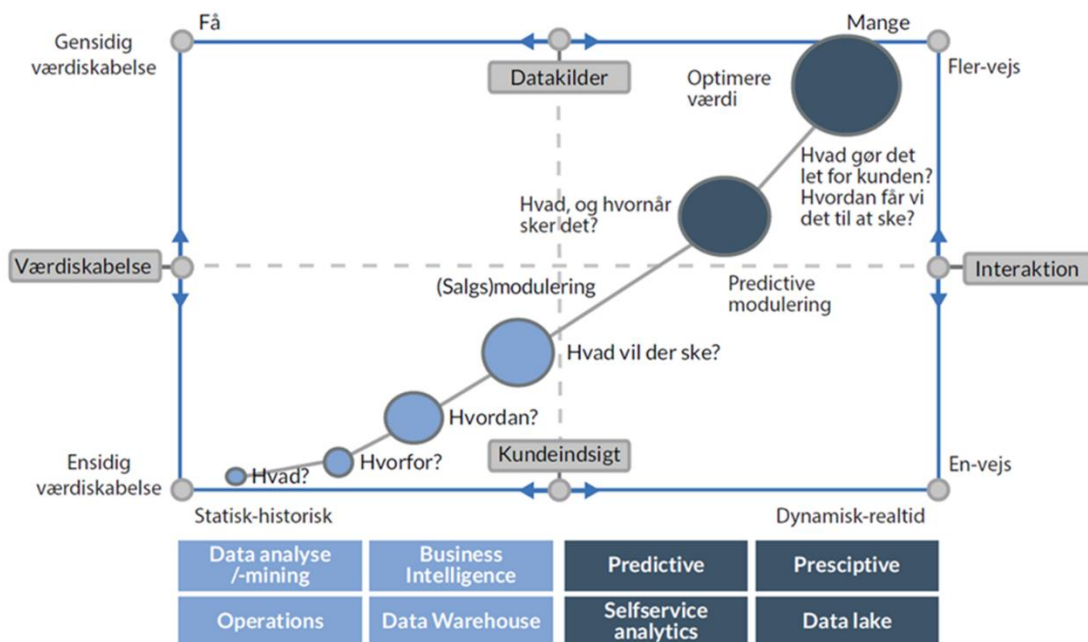 Få
Mange
Gensidig
værdiskabelse
Fler-vejs
Datakilder
Optimere
værdi
Hvad gør det
let for kunden?
Hvordan får vi
det til at ske?
Hvad, og hvornår
sker det?
Værdiskabelse
Interaktion
(Salgs)modulering
Predictive
modulering
Hvad vil der ske?
Hvordan?
Hvorfor?
Hvad?
Kundeindsigt
Ensidig
værdiskabelse
En-vejs
Statisk-historisk
Dynamisk-realtid
Data analyse
/-mining
Business
Intelligence
Predictive
Presciptive
Operations
Data Warehouse
Selfservice
analytics
Data lake